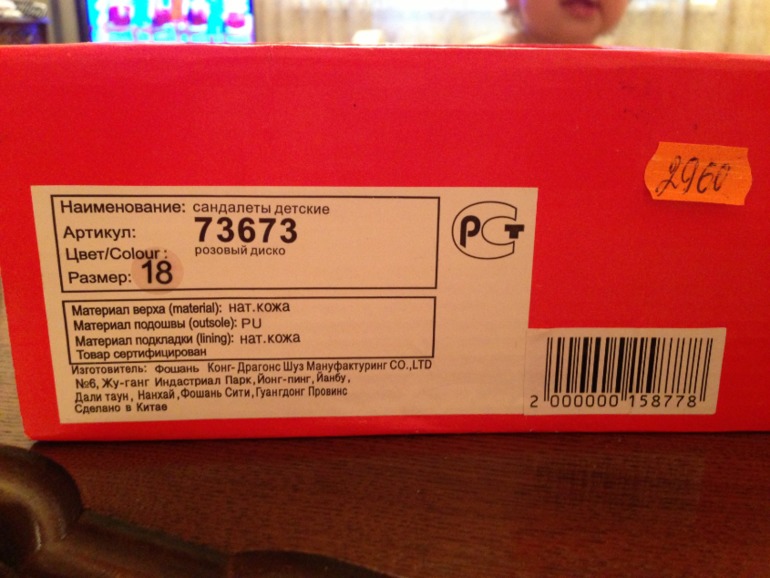 2960
Наименование: сандалеты детские
Артикул: 73673
Цвет/Colour: розовый диско
Размер: 18
РСТ
Материал верха (material): нат.кожа
Материал подошвы (outsole): PU
Материал подкладки (lining): нат.кожа
Товар сертифицирован
Изготовитель: Фошань Конг-Драгонс Шуз Мануфактуринг CO.,LTD
№6, Жу-ганг Индастриал Парк, Йонг-пинг, Йанбу,
Дали таун, Нанхай, Фошань Сити, Гуангдонг Провинс
Сделано в Китае
2 000000 158778